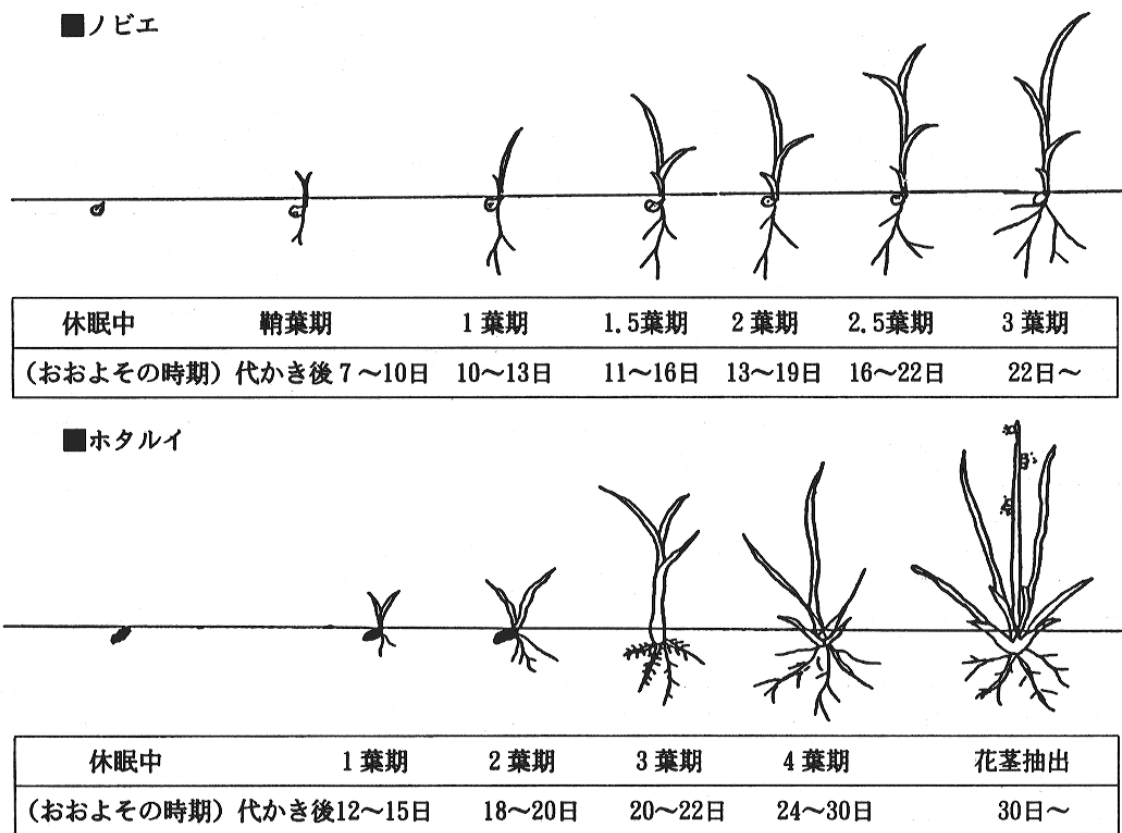 ■ノビエ
休眠中 鞘葉期 1葉期 1.5葉期 2葉期 2.5葉期 3葉期
(おおよその時期) 代かき後7〜10日 10〜13日 11〜16日 13〜19日 16〜22日 22日〜
■ホタルイ
休眠中 1葉期 2葉期 3葉期 4葉期 花茎抽出
(おおよその時期) 代かき後12〜15日 18〜20日 20〜22日 24〜30日 30日〜